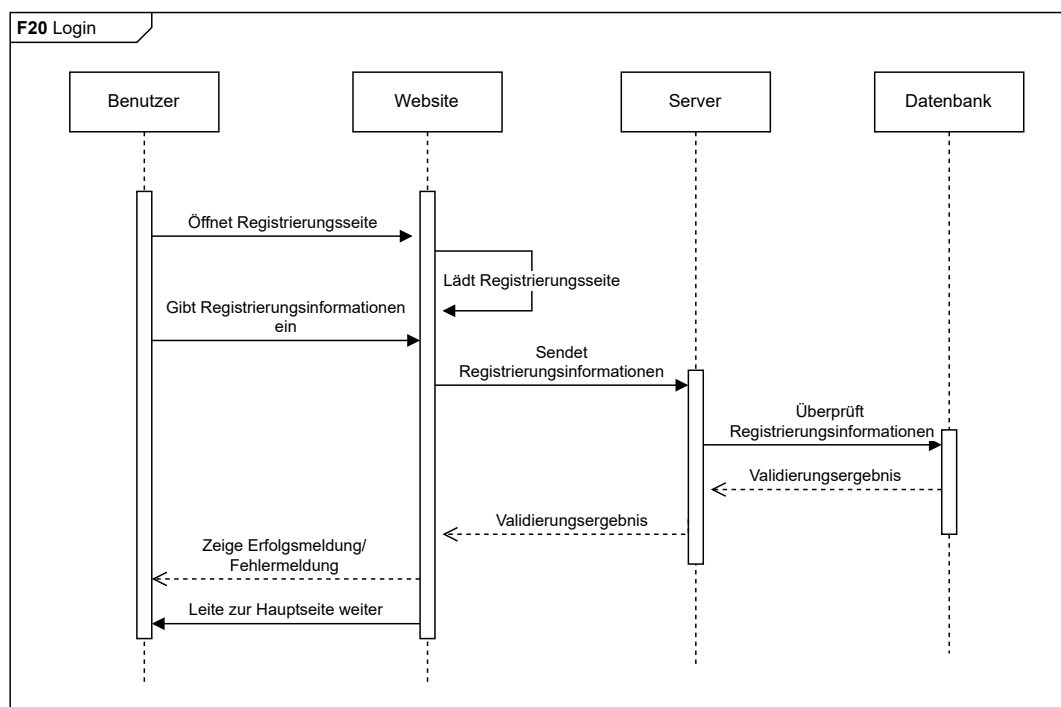 F20 Login
Benutzer
Website
Server
Datenbank
Öffnet Registrierungsseite
Lädt Registrierungsseite
Gibt Registrierungsinformationen
ein
Sendet
Registrierungsinformationen
Überprüft
Registrierungsinformationen
Validierungsergebnis
Validierungsergebnis
Zeige Erfolgsmeldung/
Fehlermeldung
Leite zur Hauptseite weiter